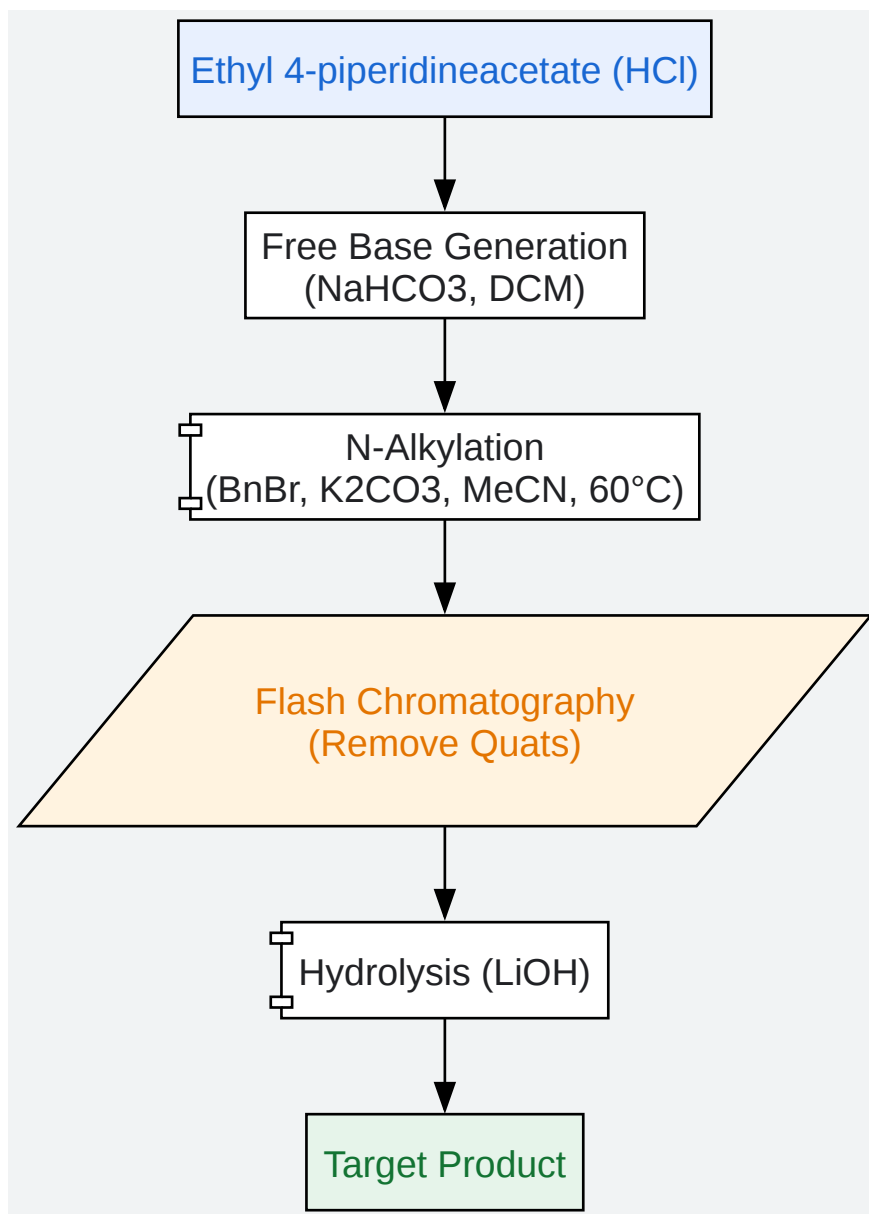 Ethyl 4-piperidineacetate (HCl)
Free Base Generation
(NaHCO3, DCM)
N-Alkylation
(BnBr, K2CO3, MeCN, 60°C)
Flash Chromatography
(Remove Quats)
Hydrolysis (LiOH)
Target Product